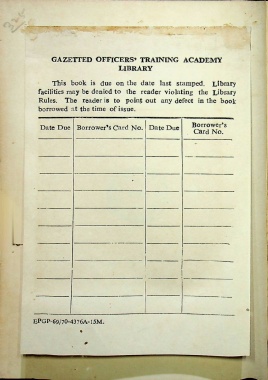 GAZETTED OFFICERS' TRAINING ACADEMY
LIBRARY
This book is due on the date last stamped. Library
facilities may be denied to the reader violating the Library
Rules. The reader is to point out any defect in the book
borrowed at the time of issue.
Date Due Borrower's Card No. Date Due Borrower's Card No.
EPGP-69/70-4376A-15M.